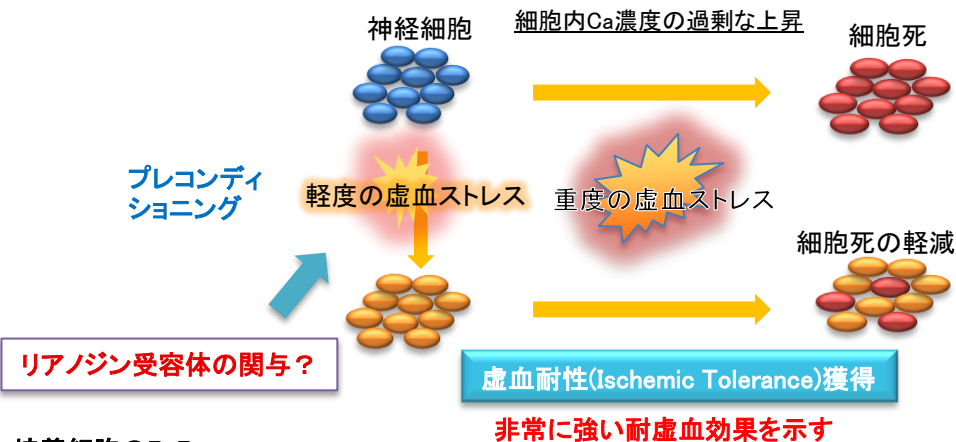 神経細胞
細胞内Ca濃度の過剰な上昇
細胞死
プレコンディ
ショニング
軽度の虚血ストレス
重度の虚血ストレス
細胞死の軽減
リアノジン受容体の関与？
虚血耐性(Ischemic Tolerance)獲得
非常に強い耐虚血効果を示す